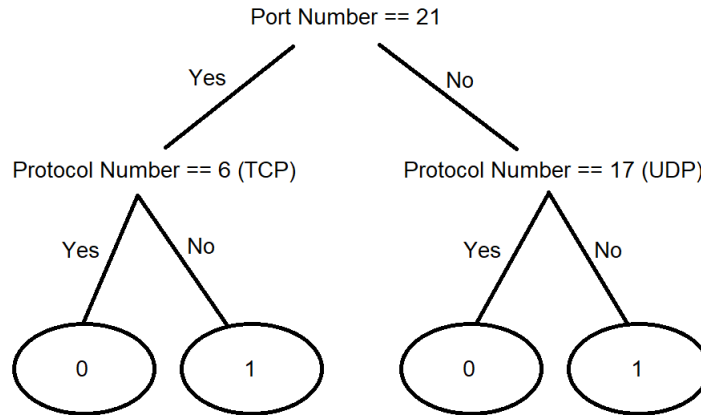 Port Number == 21
Yes
No
Protocol Number == 6 (TCP)
Protocol Number == 17 (UDP)
Yes
No
Yes
No
0
1
0
1